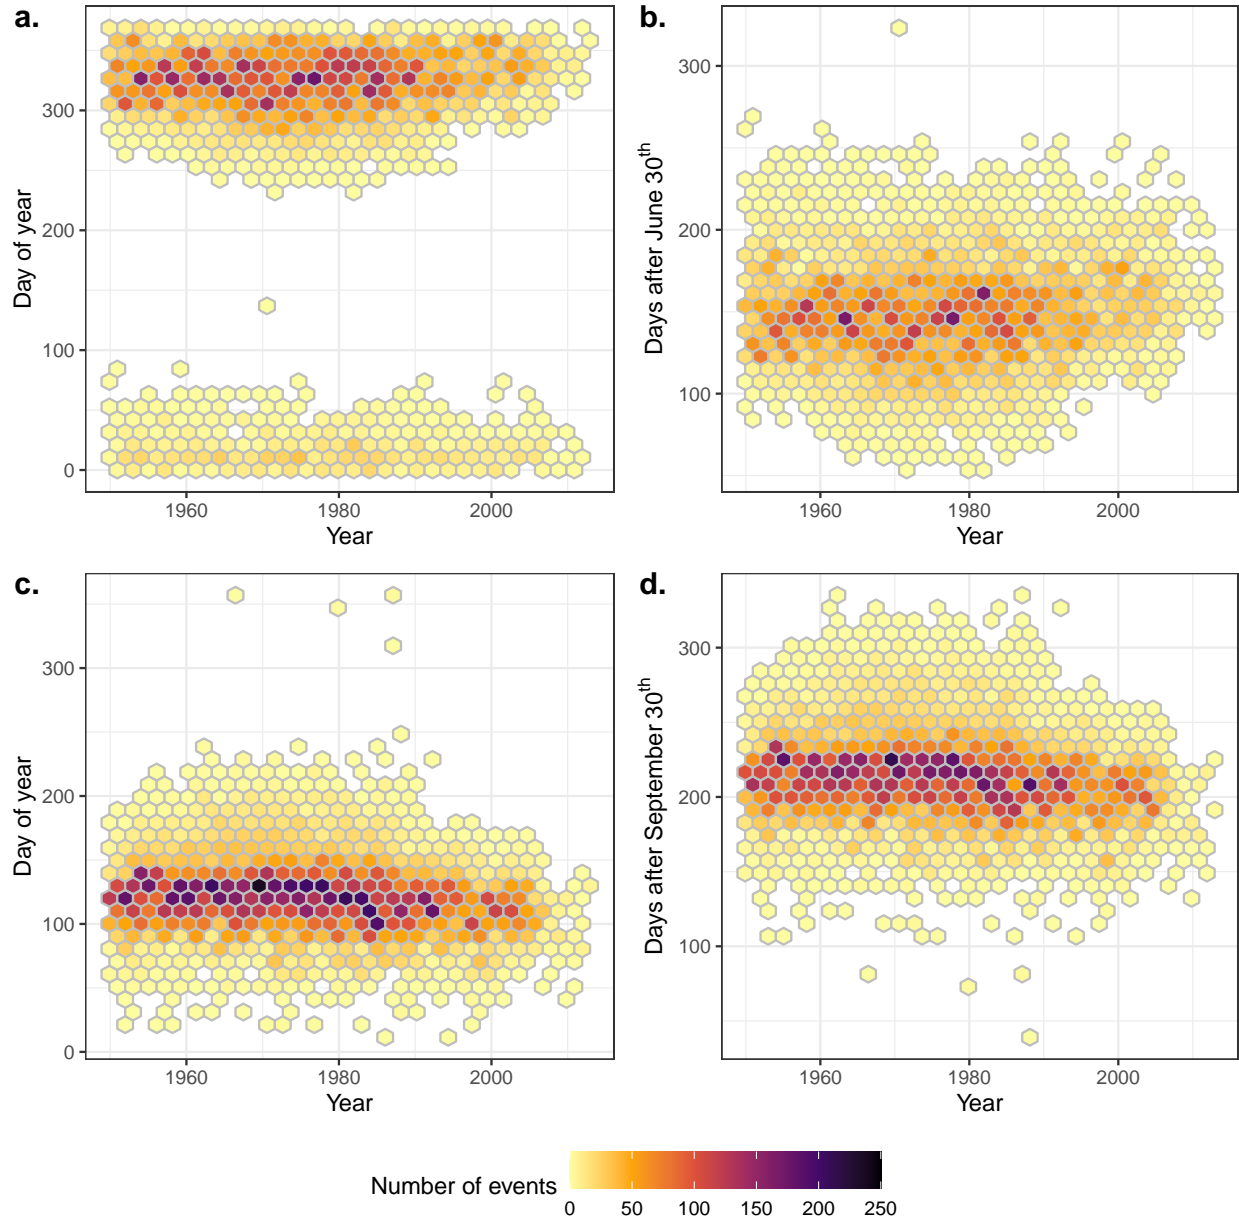 a.
300
200
100
0
Day of year
1960 1980 2000
Year
b.
300
200
100
Days after June 30th
1960 1980 2000
Year
c.
300
200
100
0
Day of year
1960 1980 2000
Year
d.
300
200
100
Days after September 30th
1960 1980 2000
Year
Number of events
0 50 100 150 200 250